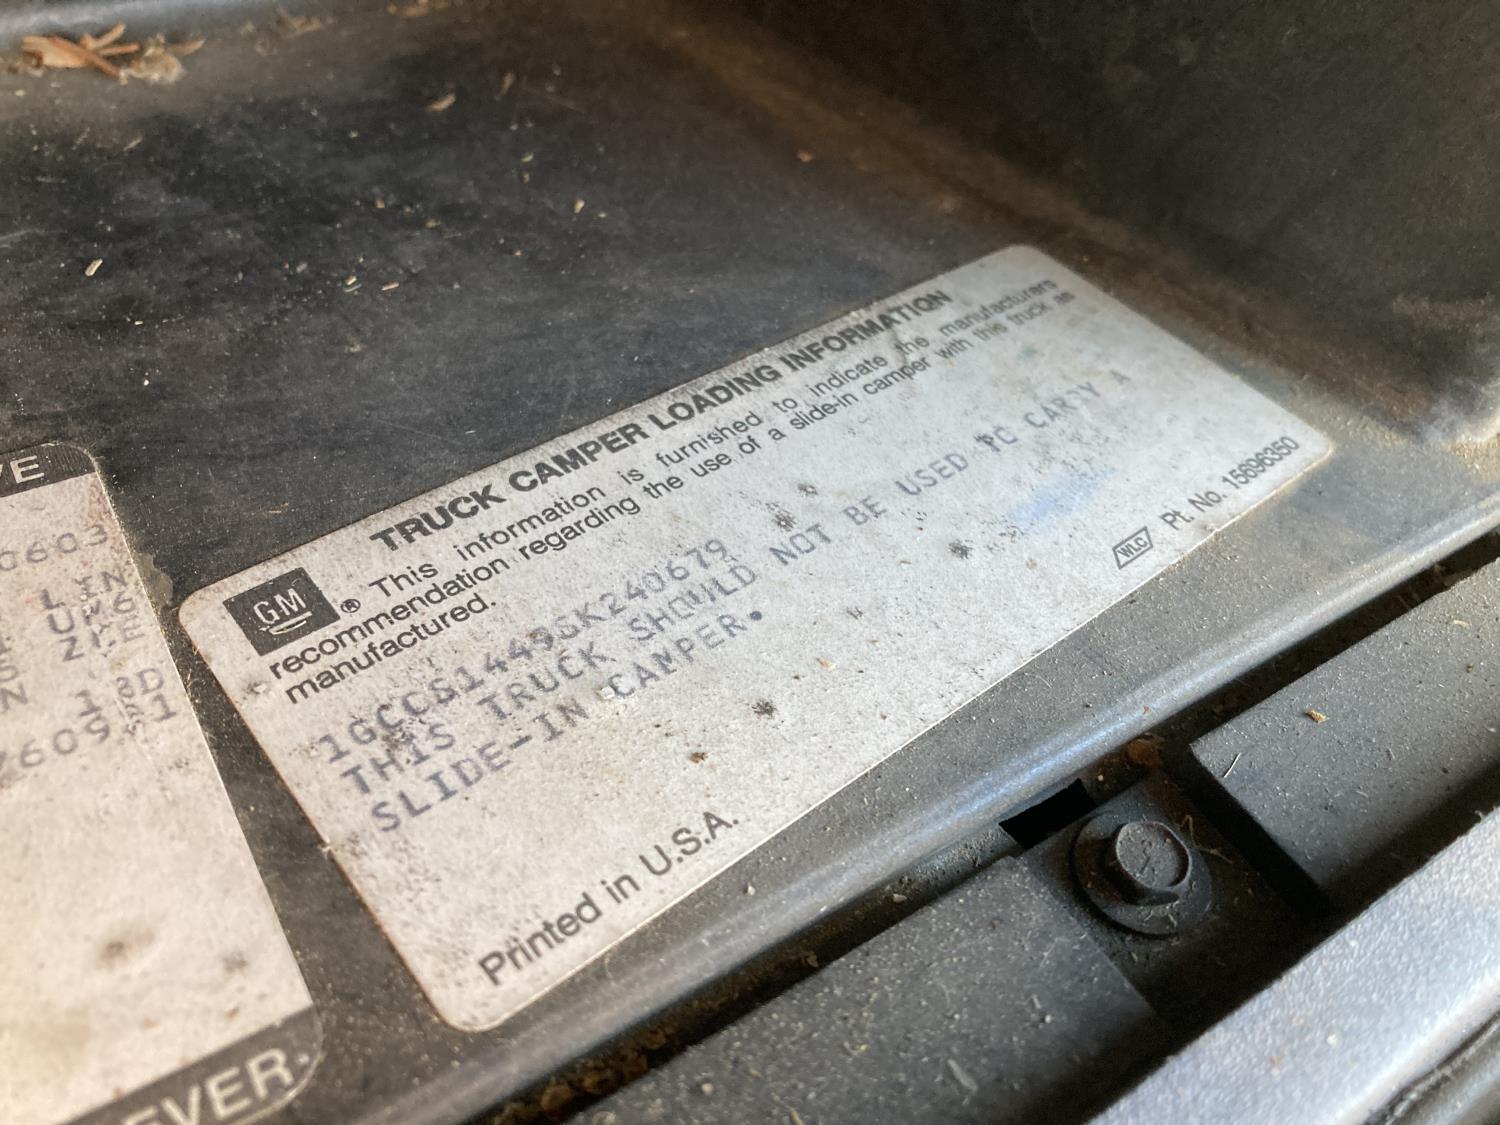 TRUCK CAMPER LOADING INFORMATION
GM ® This information is furnished to indicate the manufacturers
recommendation regarding the use of a slide-in camper with this truck as
manufactured.
THIS TRUCK SHOULD NOT BE USED TO CARRY A
SLIDE-IN CAMPER.
Printed in U.S.A.
WLC Pt. No. 15696350
EVER.